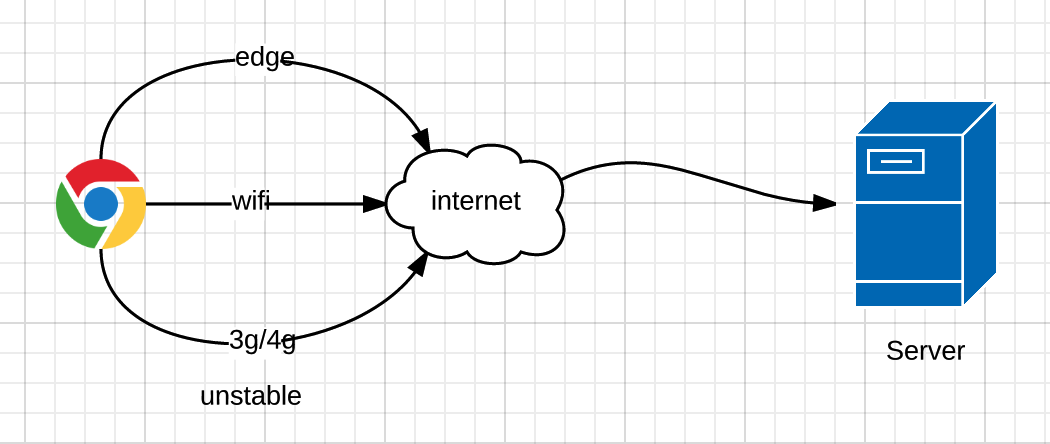 edge
wifi
internet
3g/4g
unstable
Server